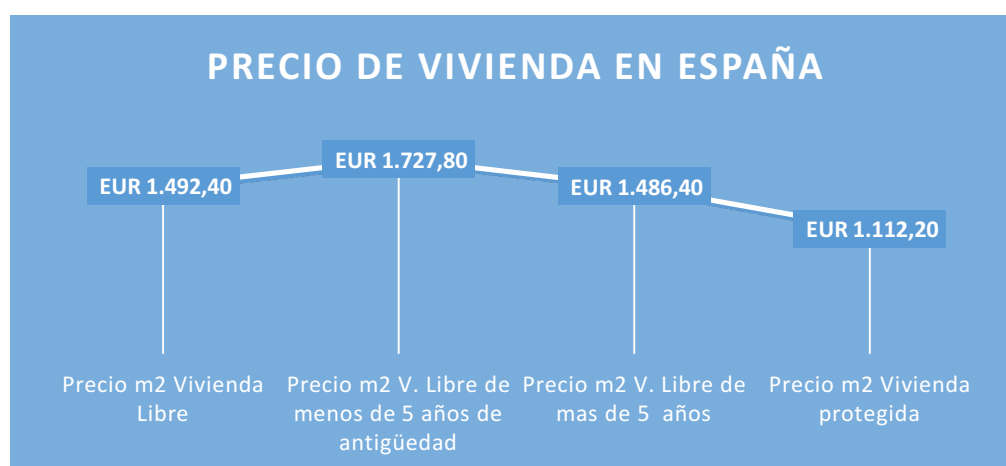 PRECIO DE VIVIENDA EN ESPAÑA
EUR 1.492,40
EUR 1.727,80
EUR 1.486,40
EUR 1.112,20
Precio m2 Vivienda
Libre
Precio m2 V. Libre de
menos de 5 años de
antigüedad
Precio m2 V. Libre de
mas de 5 años
Precio m2 Vivienda
protegida